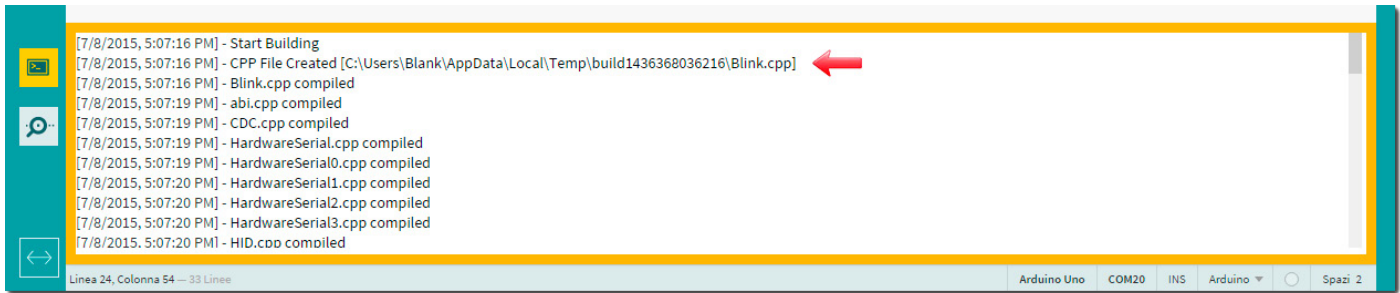 [7/8/2015, 5:07:16 PM] - Start Building
[7/8/2015, 5:07:16 PM] - CPP File Created [C:\Users\Blank\AppData\Local\Temp\build1436368036216\Blink.cpp]
[7/8/2015, 5:07:16 PM] - Blink.cpp compiled
[7/8/2015, 5:07:19 PM] - abi.cpp compiled
[7/8/2015, 5:07:19 PM] - CDC.cpp compiled
[7/8/2015, 5:07:19 PM] - HardwareSerial.cpp compiled
[7/8/2015, 5:07:19 PM] - HardwareSerial0.cpp compiled
[7/8/2015, 5:07:20 PM] - HardwareSerial1.cpp compiled
[7/8/2015, 5:07:20 PM] - HardwareSerial2.cpp compiled
[7/8/2015, 5:07:20 PM] - HardwareSerial3.cpp compiled
[7/8/2015, 5:07:20 PM] - HID.cpp compiled
Linea 24, Colonna 54 — 33 Linee Arduino Uno COM20 INS Arduino Spazi 2